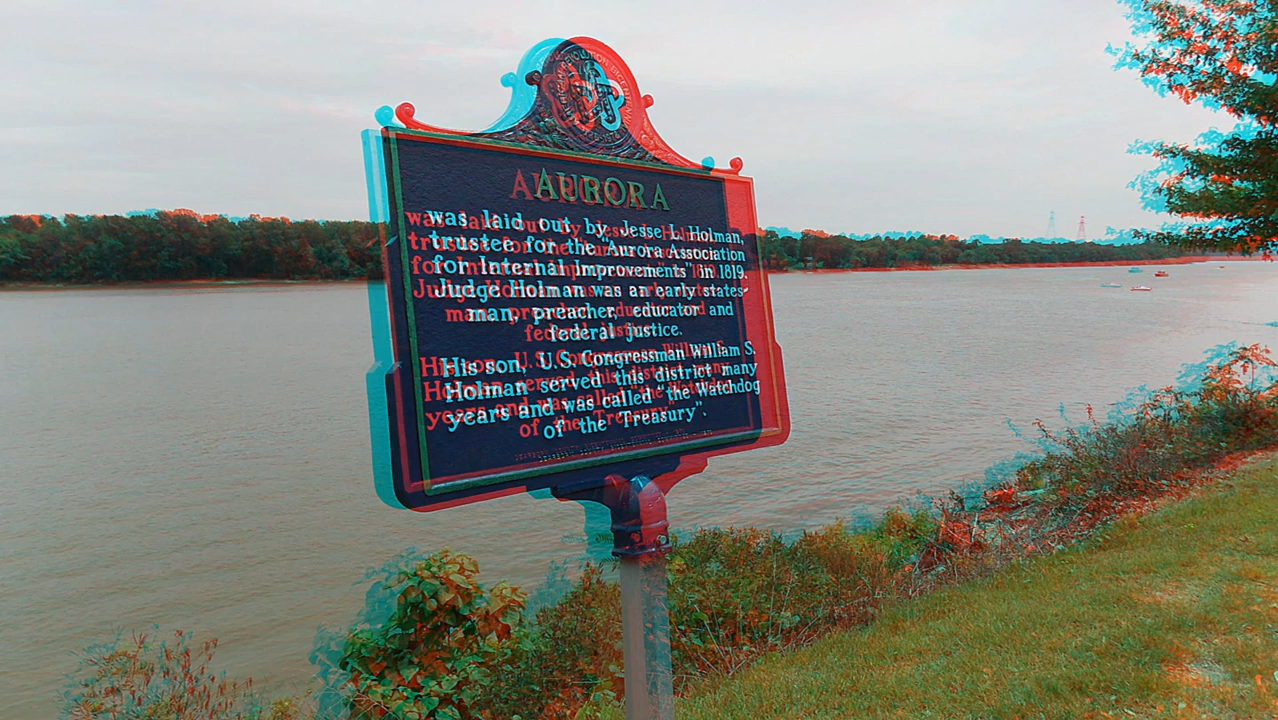 AURORA
was laid out by Jesse L. Holman,
trustee for the "Aurora Association
for Internal Improvements" in 1819.
Judge Holman was an early states-
man, preacher, educator and
federal justice.
His son, U.S. Congressman William S.
Holman served this district many
years and was called "the Watchdog
of the Treasury".